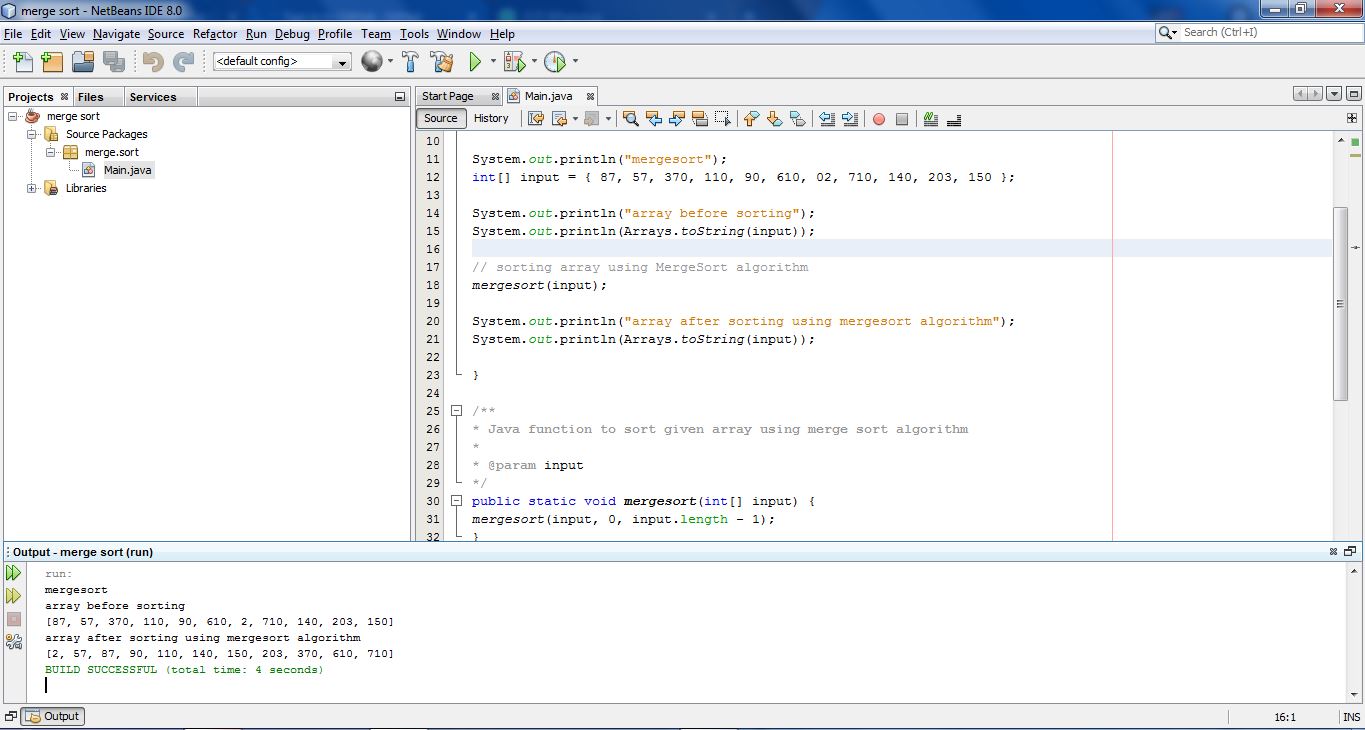 merge sort - NetBeans IDE 8.0
File Edit View Navigate Source Refactor Run Debug Profile Team Tools Window Help
Search (Ctrl+I)
<default config>
Projects Files Services
merge sort
Source Packages
merge.sort
Main.java
Libraries
Start Page Main.java
Source History
10
11 System.out.println("mergesort");
12 int[] input = { 87, 57, 370, 110, 90, 610, 02, 710, 140, 203, 150 };
13
14 System.out.println("array before sorting");
15 System.out.println(Arrays.toString(input));
16
17 // sorting array using MergeSort algorithm
18 mergesort(input);
19
20 System.out.println("array after sorting using mergesort algorithm");
21 System.out.println(Arrays.toString(input));
22
23 }
24
25 /**
26 * Java function to sort given array using merge sort algorithm
27 *
28 * @param input
29 */
30 public static void mergesort(int[] input) {
31 mergesort(input, 0, input.length - 1);
32 }
Output - merge sort (run)
run:
mergesort
array before sorting
[87, 57, 370, 110, 90, 610, 2, 710, 140, 203, 150]
array after sorting using mergesort algorithm
[2, 57, 87, 90, 110, 140, 150, 203, 370, 610, 710]
BUILD SUCCESSFUL (total time: 4 seconds)
Output
16:1 INS